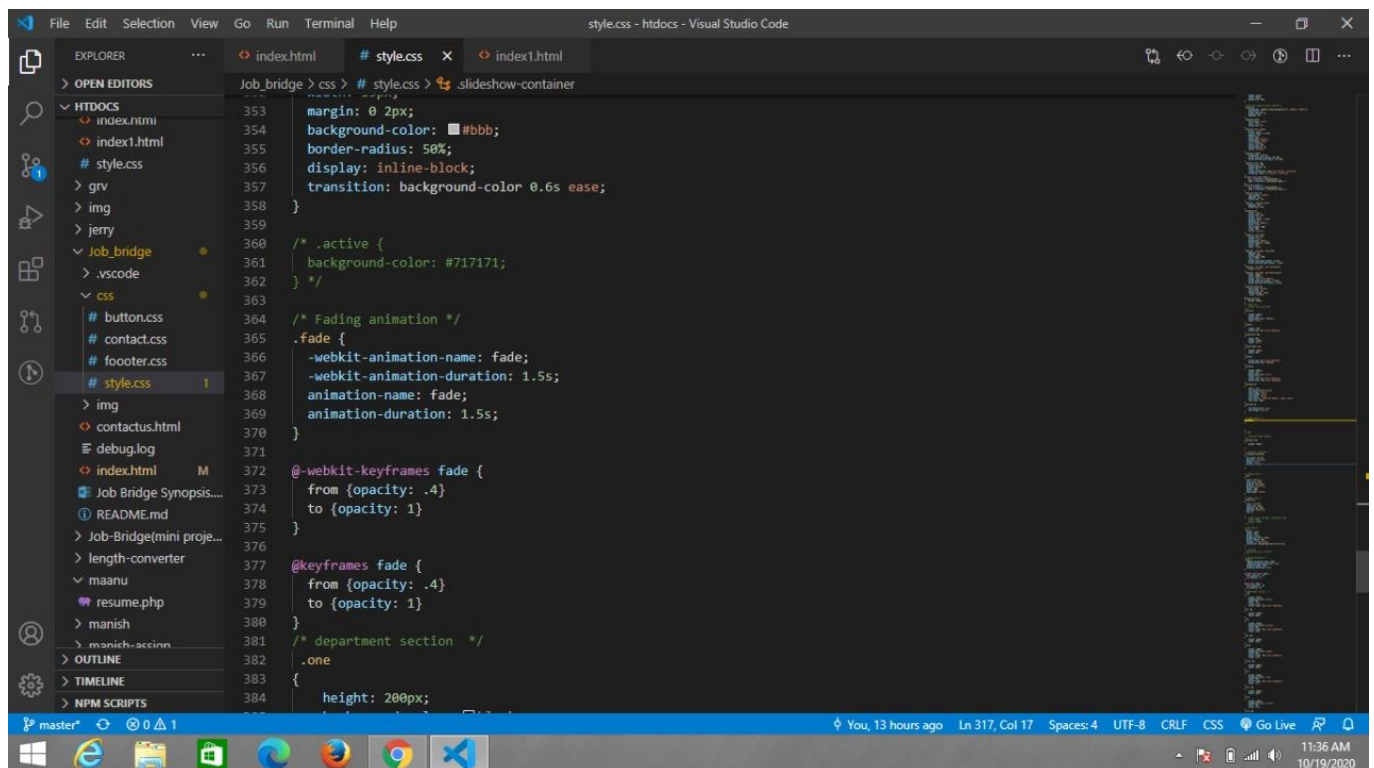 File Edit Selection View Go Run Terminal Help style.css - htdocs - Visual Studio Code
EXPLORER
index.html
# style.css
index1.html
OPEN EDITORS
Job_bridge > css > # style.css > .slideshow-container
HTDOCS
index.html
index1.html
# style.css
grv
img
jerry
Job_bridge
.vscode
css
# button.css
# contact.css
# foooter.css
# style.css 1
img
contactus.html
debug.log
index.html M
Job Bridge Synopsis....
README.md
Job-Bridge(mini proje...
length-converter
maanu
resume.php
manish
manish-assign
OUTLINE
TIMELINE
NPM SCRIPTS
353 margin: 0 2px;
354 background-color: #bbb;
355 border-radius: 50%;
356 display: inline-block;
357 transition: background-color 0.6s ease;
358 }
359
360 /* .active {
361 background-color: #717171;
362 } */
363
364 /* Fading animation */
365 .fade {
366 -webkit-animation-name: fade;
367 -webkit-animation-duration: 1.5s;
368 animation-name: fade;
369 animation-duration: 1.5s;
370 }
371
372 @-webkit-keyframes fade {
373 from {opacity: .4}
374 to {opacity: 1}
375 }
376
377 @keyframes fade {
378 from {opacity: .4}
379 to {opacity: 1}
380 }
381 /* department section */
382 .one
383 {
384 height: 200px;
master* 0 1 You, 13 hours ago Ln 317, Col 17 Spaces: 4 UTF-8 CRLF CSS Go Live
11:36 AM
10/19/2020